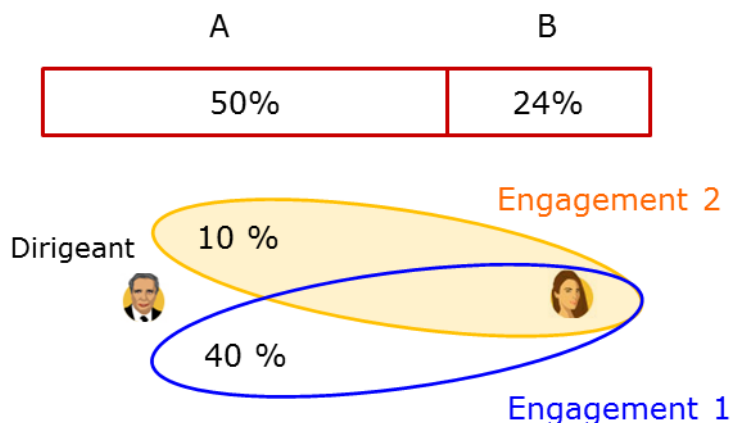 A B
50% 24%
Engagement 2
10 %
Dirigeant
40 %
Engagement 1